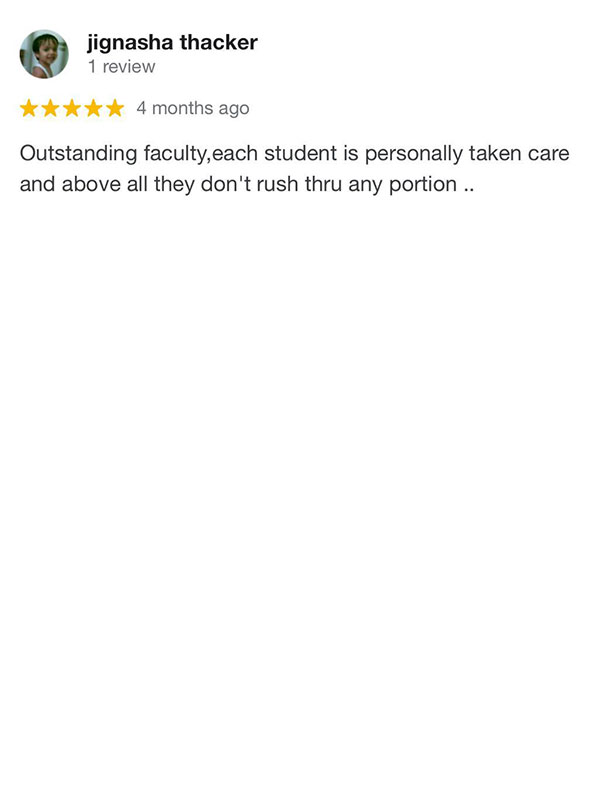 jignasha thacker
1 review
4 months ago
Outstanding faculty,each student is personally taken care
and above all they don't rush thru any portion ..